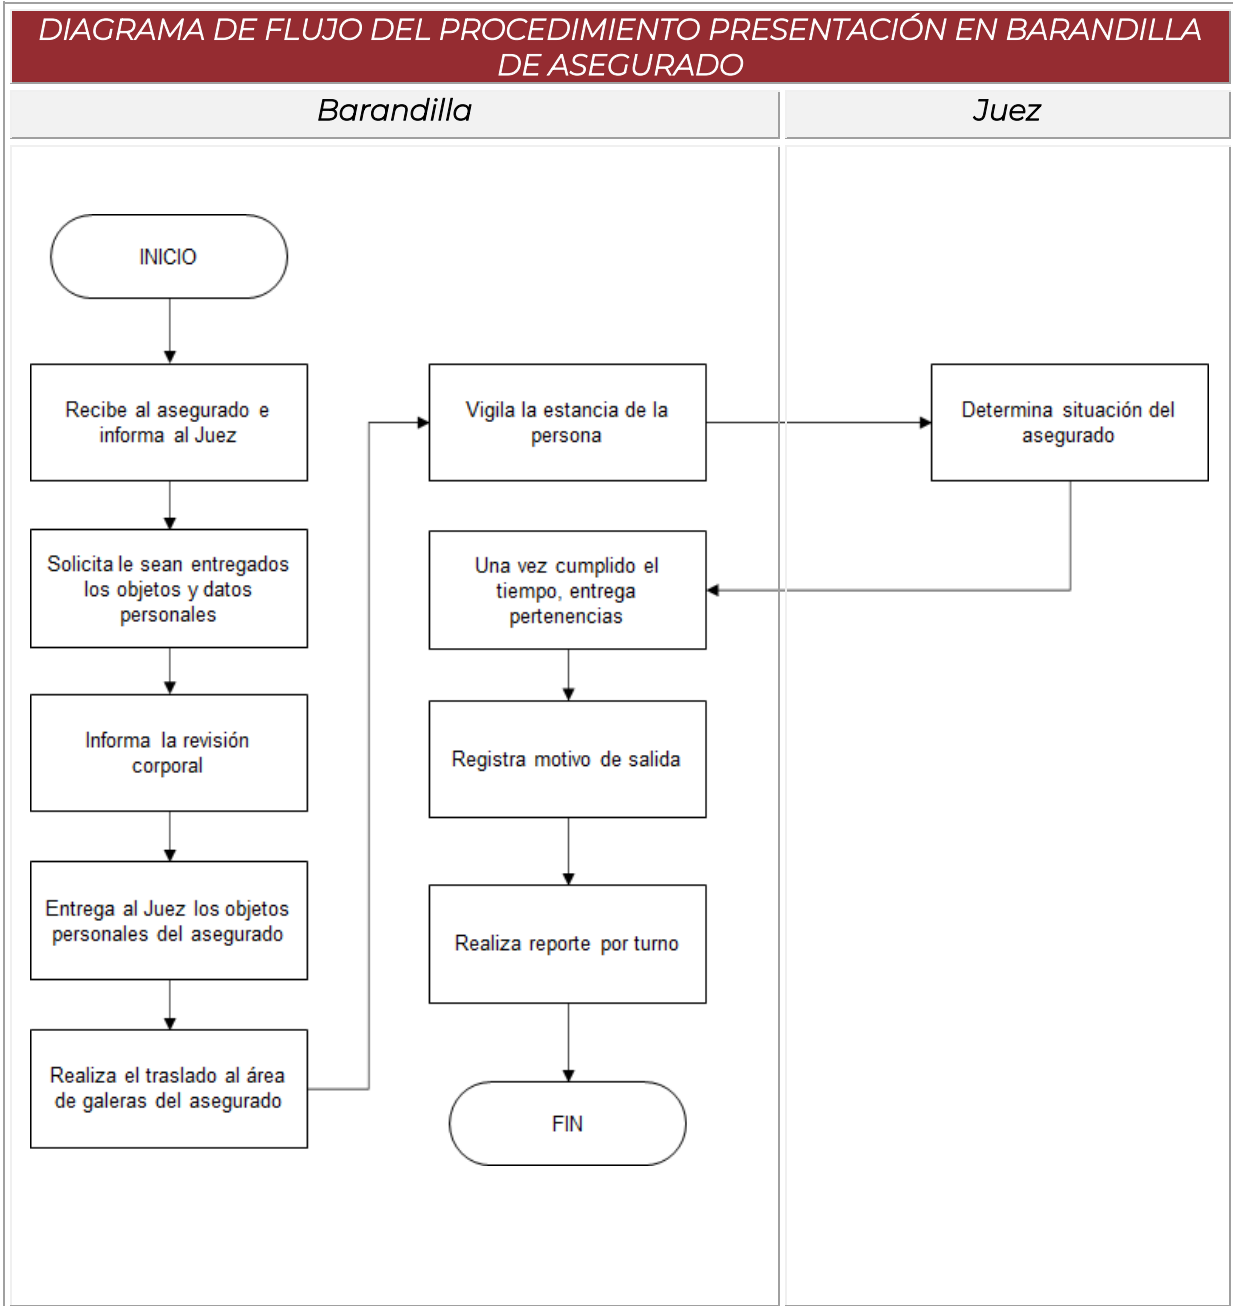 DIAGRAMA DE FLUJO DEL PROCEDIMIENTO PRESENTACIÓN EN BARANDILLA
DE ASEGURADO
Barandilla
Juez
INICIO
Recibe al asegurado e
informa al Juez
Solicita le sean entregados
los objetos y datos
personales
Informa la revisión
corporal
Entrega al Juez los objetos
personales del asegurado
Realiza el traslado al área
de galeras del asegurado
Vigila la estancia de la
persona
Determina situación del
asegurado
Una vez cumplido el
tiempo, entrega
pertenencias
Registra motivo de salida
Realiza reporte por turno
FIN